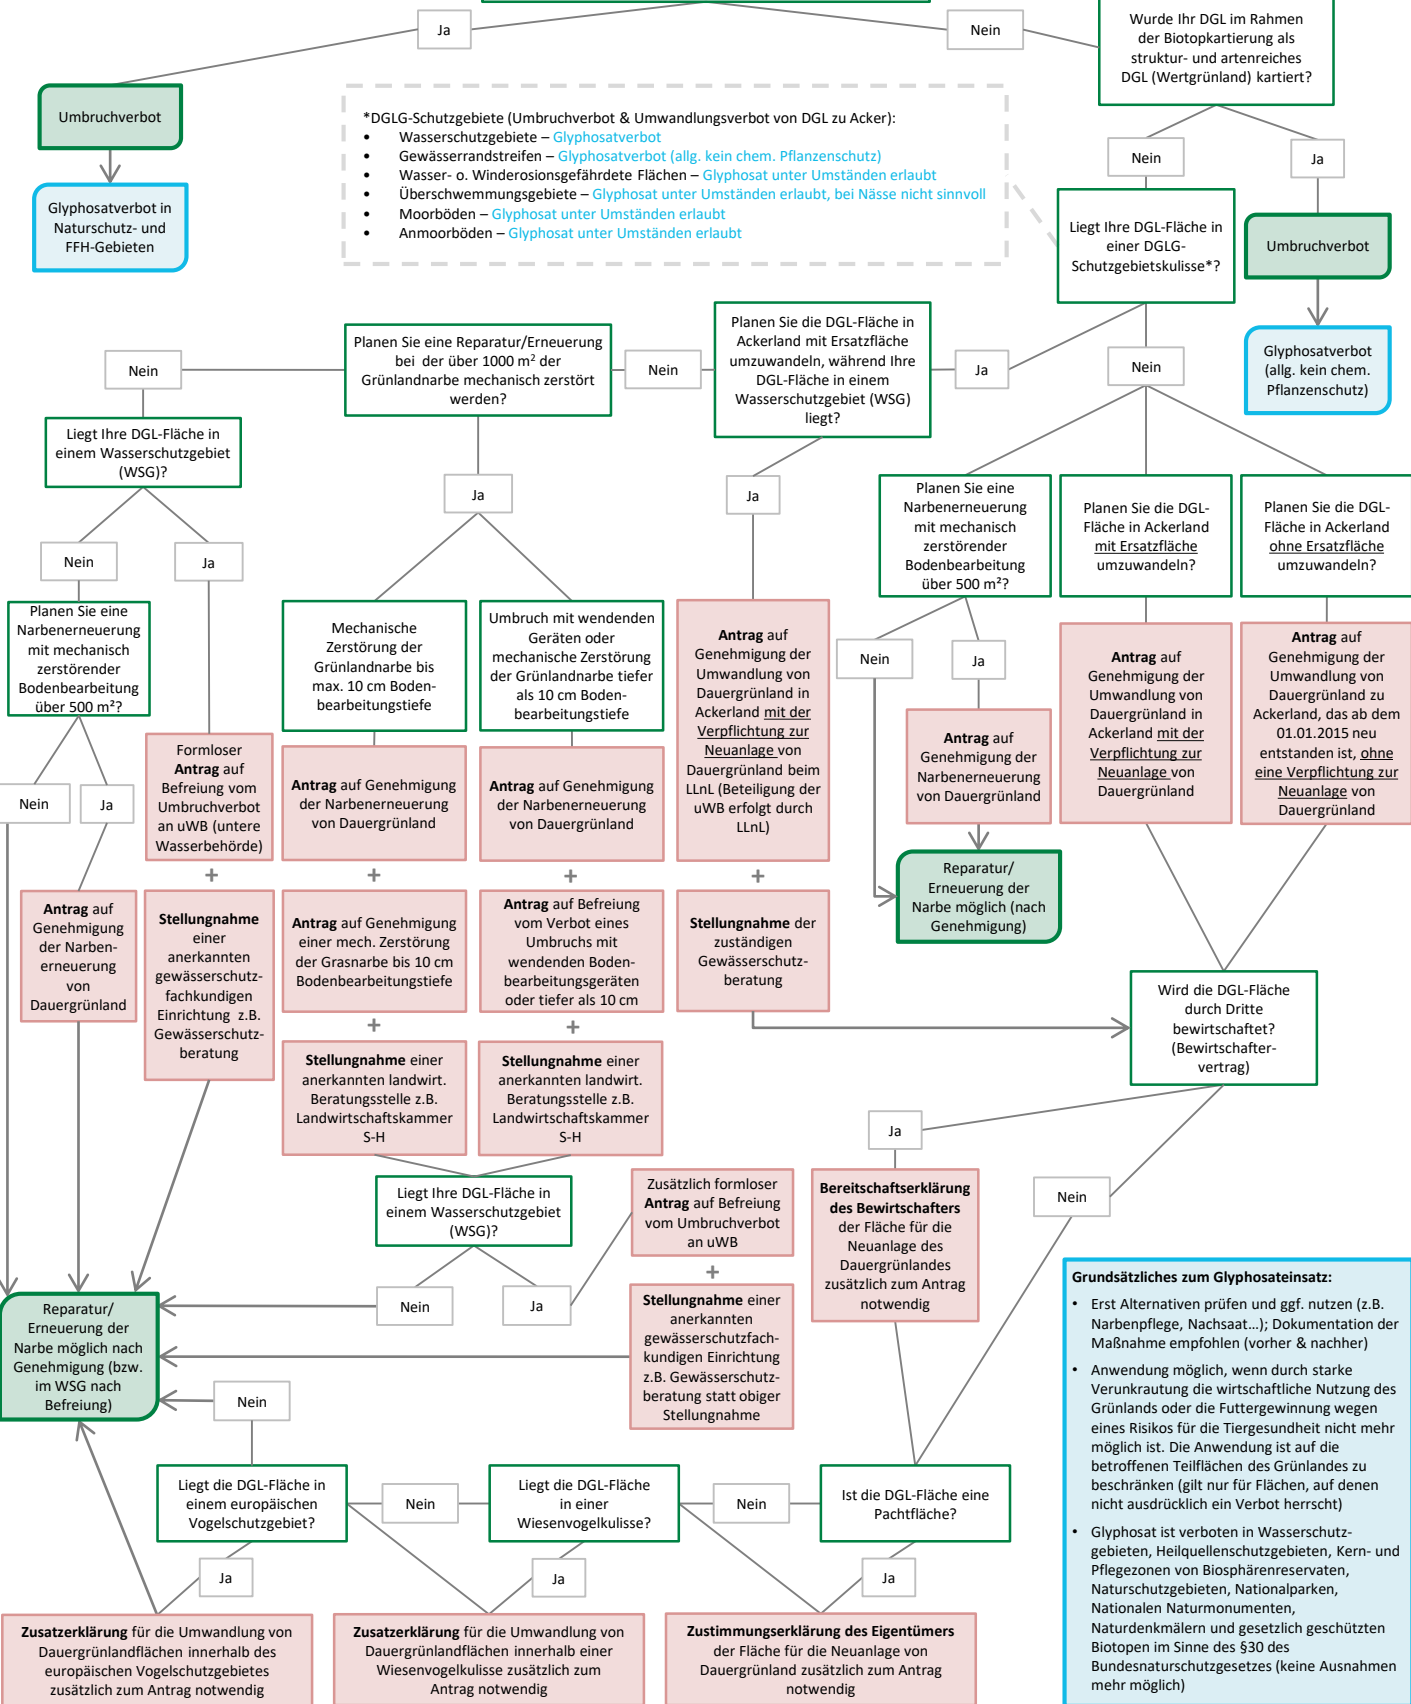 Ja
Nein
Wurde Ihr DGL im Rahmen
der Biotopkartierung als
struktur- und artenreiches
DGL (Wertgrünland) kartiert?
Umbruchverbot
Glyphosatverbot in
Naturschutz- und
FFH-Gebieten
*DGLG-Schutzgebiete (Umbruchverbot & Umwandlungsverbot von DGL zu Acker):
• Wasserschutzgebiete – Glyphosatverbot
• Gewässerrandstreifen – Glyphosatverbot (allg. kein chem. Pflanzenschutz)
• Wasser- o. Winderosionsgefährdete Flächen – Glyphosat unter Umständen erlaubt
• Überschwemmungsgebiete – Glyphosat unter Umständen erlaubt, bei Nässe nicht sinnvoll
• Moorböden – Glyphosat unter Umständen erlaubt
• Anmoorböden – Glyphosat unter Umständen erlaubt
Nein
Ja
Liegt Ihre DGL-Fläche in
einer DGLG-
Schutzgebietskulisse*?
Umbruchverbot
Glyphosatverbot
(allg. kein chem.
Pflanzenschutz)
Nein
Planen Sie eine Reparatur/Erneuerung
bei der über 1000 m² der
Grünlandnarbe mechanisch zerstört
werden?
Nein
Planen Sie die DGL-Fläche in
Ackerland mit Ersatzfläche
umzuwandeln, während Ihre
DGL-Fläche in einem
Wasserschutzgebiet (WSG)
liegt?
Ja
Nein
Liegt Ihre DGL-Fläche in
einem Wasserschutzgebiet
(WSG)?
Ja
Ja
Planen Sie eine
Narbenerneuerung
mit mechanisch
zerstörender
Bodenbearbeitung
über 500 m²?
Planen Sie die DGL-
Fläche in Ackerland
mit Ersatzfläche
umzuwandeln?
Planen Sie die DGL-
Fläche in Ackerland
ohne Ersatzfläche
umzuwandeln?
Nein
Ja
Planen Sie eine
Narbenerneuerung
mit mechanisch
zerstörender
Bodenbearbeitung
über 500 m²?
Mechanische
Zerstörung der
Grünlandnarbe bis
max. 10 cm Boden-
bearbeitungstiefe
Umbruch mit wendenden
Geräten oder
mechanische Zerstörung
der Grünlandnarbe tiefer
als 10 cm Boden-
bearbeitungstiefe
Antrag auf
Genehmigung der
Umwandlung von
Dauergrünland in
Ackerland mit der
Verpflichtung zur
Neuanlage von
Dauergrünland beim
LLnL (Beteiligung der
uWB erfolgt durch
LLnL)
Nein
Ja
Antrag auf
Genehmigung der
Umwandlung von
Dauergrünland in
Ackerland mit der
Verpflichtung zur
Neuanlage von
Dauergrünland
Antrag auf
Genehmigung der
Umwandlung von
Dauergrünland zu
Ackerland, das ab dem
01.01.2015 neu
entstanden ist, ohne
eine Verpflichtung zur
Neuanlage von
Dauergrünland
Antrag auf
Genehmigung der
Narbenerneuerung
von Dauergrünland
Nein
Ja
Formloser
Antrag auf
Befreiung vom
Umbruchverbot
an uWB (untere
Wasserbehörde)
Antrag auf Genehmigung
der Narbenerneuerung
von Dauergrünland
Antrag auf Genehmigung
der Narbenerneuerung
von Dauergrünland
Reparatur/
Erneuerung der
Narbe möglich (nach
Genehmigung)
+
+
+
+
Antrag auf
Genehmigung
der Narben-
erneuerung
von
Dauergrünland
Stellungnahme
einer
anerkannten
gewässerschutz-
fachkundigen
Einrichtung z.B.
Gewässerschutz-
beratung
Antrag auf Genehmigung
einer mech. Zerstörung
der Grasnarbe bis 10 cm
Bodenbearbeitungstiefe
Antrag auf Befreiung
vom Verbot eines
Umbruchs mit
wendenden Boden-
bearbeitungsgeräten
oder tiefer als 10 cm
Stellungnahme der
zuständigen
Gewässerschutz-
beratung
Wird die DGL-Fläche
durch Dritte
bewirtschaftet?
(Bewirtschafter-
vertrag)
+
+
Stellungnahme einer
anerkannten landwirt.
Beratungsstelle z.B.
Landwirtschaftskammer
S-H
Stellungnahme einer
anerkannten landwirt.
Beratungsstelle z.B.
Landwirtschaftskammer
S-H
Ja
Nein
Liegt Ihre DGL-Fläche in
einem Wasserschutzgebiet
(WSG)?
Zusätzlich formloser
Antrag auf Befreiung
vom Umbruchverbot
an uWB
Bereitschaftserklärung
des Bewirtschafters
der Fläche für die
Neuanlage des
Dauergrünlandes
zusätzlich zum Antrag
notwendig
+
Nein
Ja
Stellungnahme einer
anerkannten
gewässerschutzfach-
kundigen Einrichtung
z.B. Gewässerschutz-
beratung statt obiger
Stellungnahme
Reparatur/
Erneuerung der
Narbe möglich nach
Genehmigung (bzw.
im WSG nach
Befreiung)
Nein
Liegt die DGL-Fläche in
einem europäischen
Vogelschutzgebiet?
Nein
Liegt die DGL-Fläche
in einer
Wiesenvogelkulisse?
Nein
Ist die DGL-Fläche eine
Pachtfläche?
Ja
Ja
Ja
Zusatzerklärung für die Umwandlung von
Dauergrünlandflächen innerhalb des
europäischen Vogelschutzgebietes
zusätzlich zum Antrag notwendig
Zusatzerklärung für die Umwandlung von
Dauergrünlandflächen innerhalb einer
Wiesenvogelkulisse zusätzlich zum
Antrag notwendig
Zustimmungserklärung des Eigentümers
der Fläche für die Neuanlage von
Dauergrünland zusätzlich zum Antrag
notwendig
Grundsätzliches zum Glyphosateinsatz:
• Erst Alternativen prüfen und ggf. nutzen (z.B.
Narbenpflege, Nachsaat…); Dokumentation der
Maßnahme empfohlen (vorher & nachher)
• Anwendung möglich, wenn durch starke
Verunkrautung die wirtschaftliche Nutzung des
Grünlands oder die Futtergewinnung wegen
eines Risikos für die Tiergesundheit nicht mehr
möglich ist. Die Anwendung ist auf die
betroffenen Teilflächen des Grünlandes zu
beschränken (gilt nur für Flächen, auf denen
nicht ausdrücklich ein Verbot herrscht)
• Glyphosat ist verboten in Wasserschutz-
gebieten, Heilquellenschutzgebieten, Kern- und
Pflegezonen von Biosphärenreservaten,
Naturschutzgebieten, Nationalparken,
Nationalen Naturmonumenten,
Naturdenkmälern und gesetzlich geschützten
Biotopen im Sinne des §30 des
Bundesnaturschutzgesetzes (keine Ausnahmen
mehr möglich)